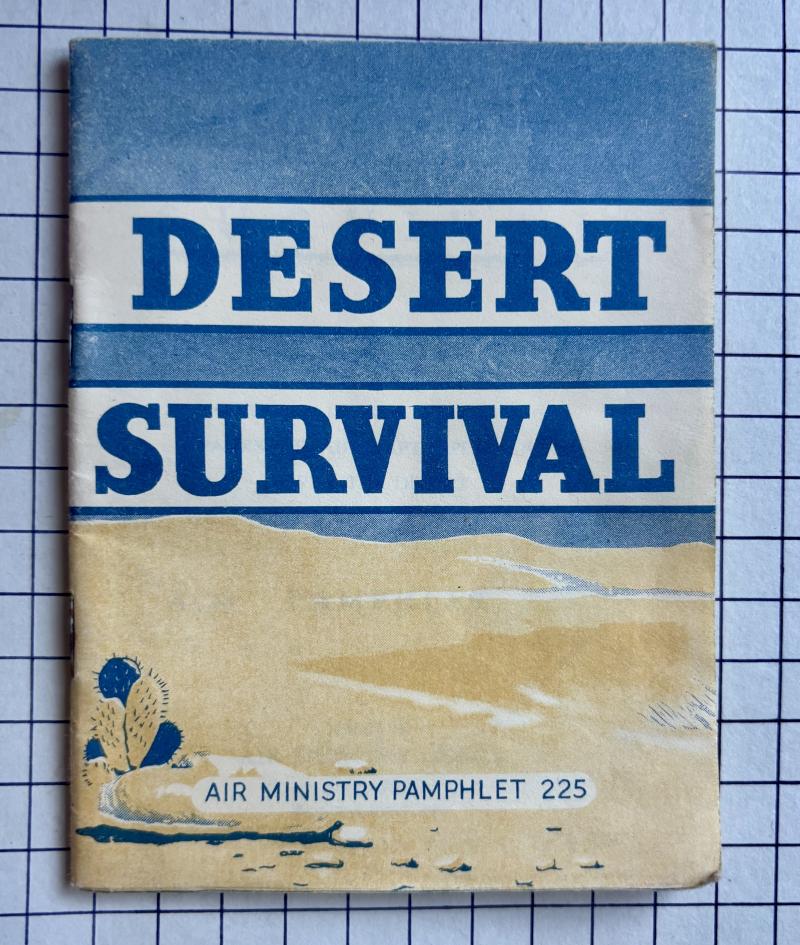 DESERT
SURVIVAL
AIR MINISTRY PAMPHLET 225